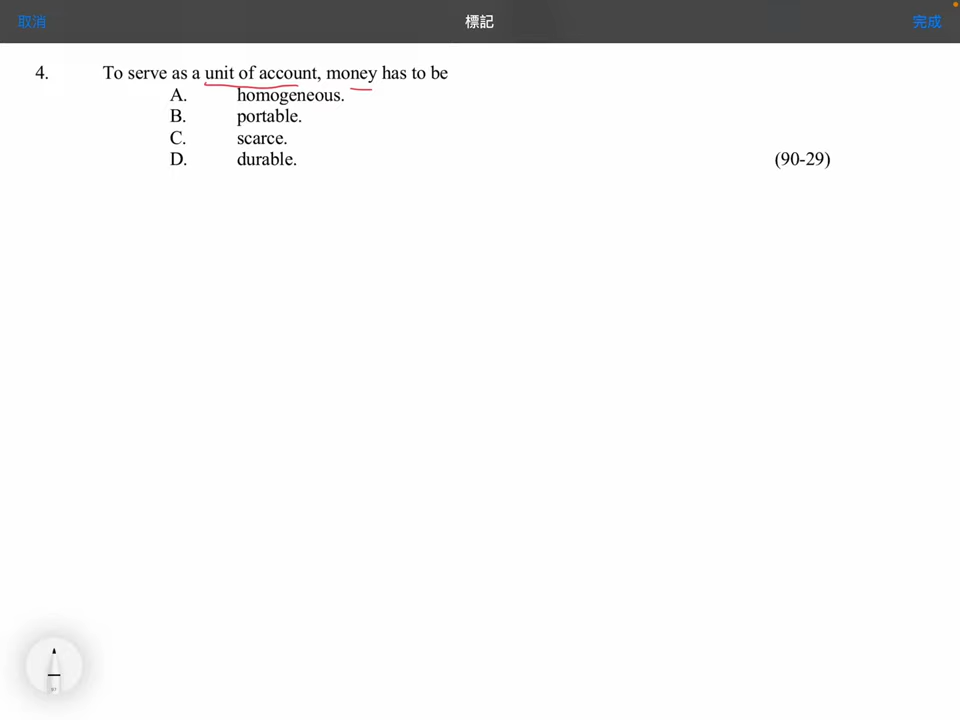 取消 標記 完成
4. To serve as a unit of account, money has to be
A. homogeneous.
B. portable.
C. scarce.
D. durable. (90-29)